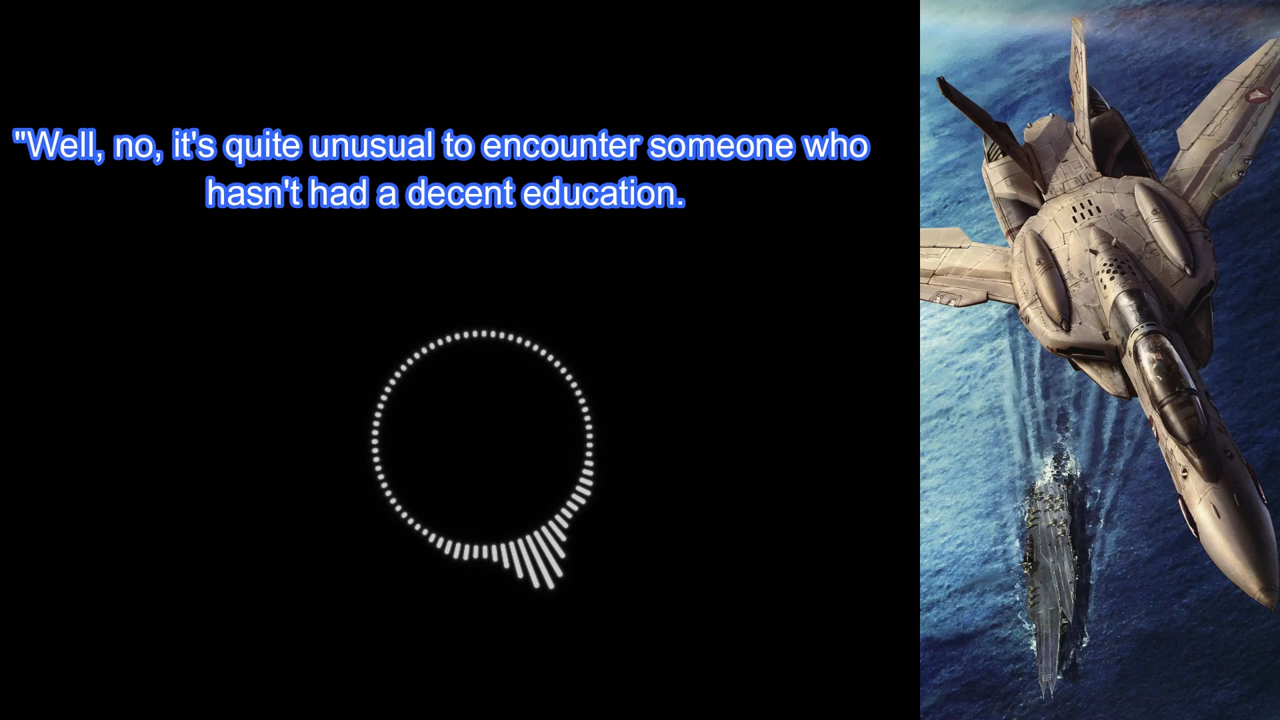 "Well, no, it's quite unusual to encounter someone who
hasn't had a decent education.